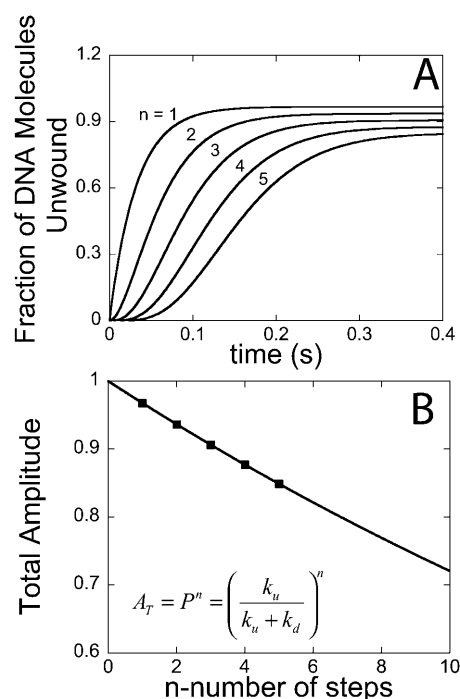 A
Fraction of DNA Molecules
Unwound
1.2
0.9
0.6
0.3
0
n = 1
2
3
4
5
0 0.1 0.2 0.3 0.4
time (s)
B
Total Amplitude
1
0.9
0.8
0.7
0.6
A_T = P^n = (k_u / (k_u + k_d))^n
0 2 4 6 8 10
n-number of steps